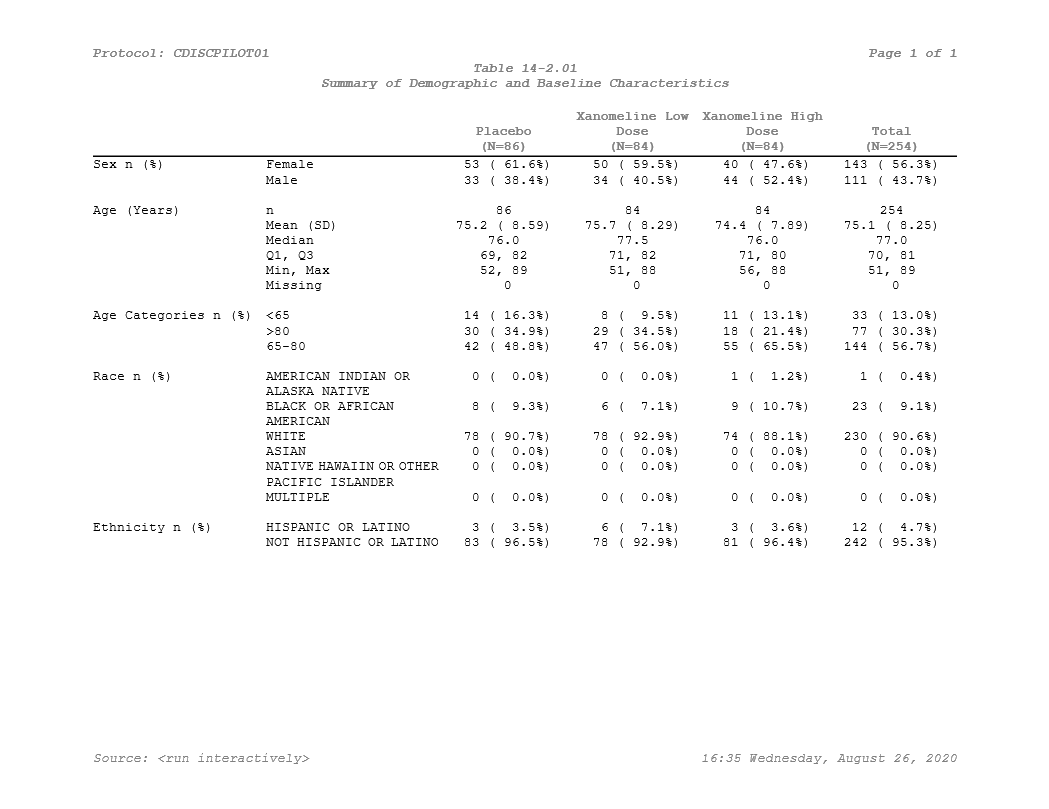 Protocol: CDISCPILOT01 Page 1 of 1
Table 14-2.01
Summary of Demographic and Baseline Characteristics
Xanomeline Low Xanomeline High
Placebo Dose Dose Total
(N=86) (N=84) (N=84) (N=254)
Sex n (%) Female 53 ( 61.6%) 50 ( 59.5%) 40 ( 47.6%) 143 ( 56.3%)
Male 33 ( 38.4%) 34 ( 40.5%) 44 ( 52.4%) 111 ( 43.7%)
Age (Years) n 86 84 84 254
Mean (SD) 75.2 ( 8.59) 75.7 ( 8.29) 74.4 ( 7.89) 75.1 ( 8.25)
Median 76.0 77.5 76.0 77.0
Q1, Q3 69, 82 71, 82 71, 80 70, 81
Min, Max 52, 89 51, 88 56, 88 51, 89
Missing 0 0 0 0
Age Categories n (%) <65 14 ( 16.3%) 8 ( 9.5%) 11 ( 13.1%) 33 ( 13.0%)
>80 30 ( 34.9%) 29 ( 34.5%) 18 ( 21.4%) 77 ( 30.3%)
65-80 42 ( 48.8%) 47 ( 56.0%) 55 ( 65.5%) 144 ( 56.7%)
Race n (%) AMERICAN INDIAN OR 0 ( 0.0%) 0 ( 0.0%) 1 ( 1.2%) 1 ( 0.4%)
ALASKA NATIVE
BLACK OR AFRICAN 8 ( 9.3%) 6 ( 7.1%) 9 ( 10.7%) 23 ( 9.1%)
AMERICAN
WHITE 78 ( 90.7%) 78 ( 92.9%) 74 ( 88.1%) 230 ( 90.6%)
ASIAN 0 ( 0.0%) 0 ( 0.0%) 0 ( 0.0%) 0 ( 0.0%)
NATIVE HAWAIIN OR OTHER 0 ( 0.0%) 0 ( 0.0%) 0 ( 0.0%) 0 ( 0.0%)
PACIFIC ISLANDER
MULTIPLE 0 ( 0.0%) 0 ( 0.0%) 0 ( 0.0%) 0 ( 0.0%)
Ethnicity n (%) HISPANIC OR LATINO 3 ( 3.5%) 6 ( 7.1%) 3 ( 3.6%) 12 ( 4.7%)
NOT HISPANIC OR LATINO 83 ( 96.5%) 78 ( 92.9%) 81 ( 96.4%) 242 ( 95.3%)
Source: <run interactively> 16:35 Wednesday, August 26, 2020